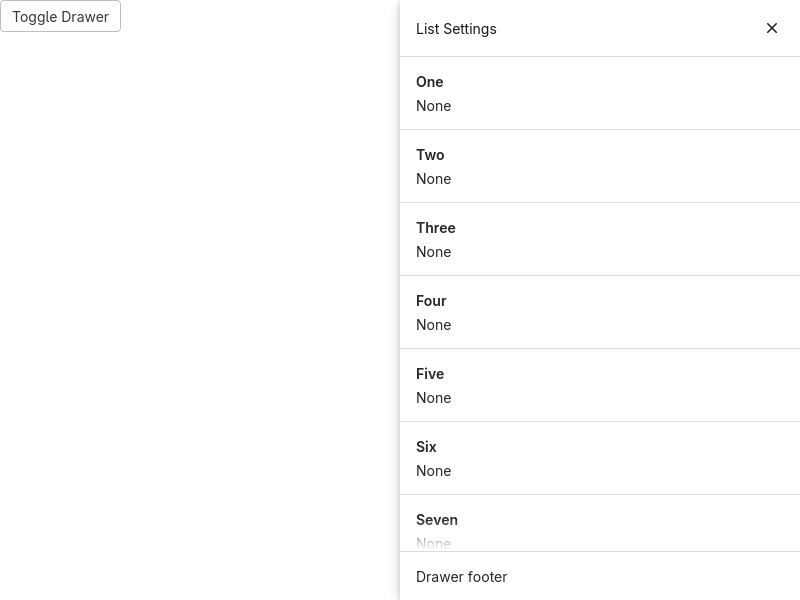 Toggle Drawer
List Settings
One
None
Two
None
Three
None
Four
None
Five
None
Six
None
Seven
None
Drawer footer